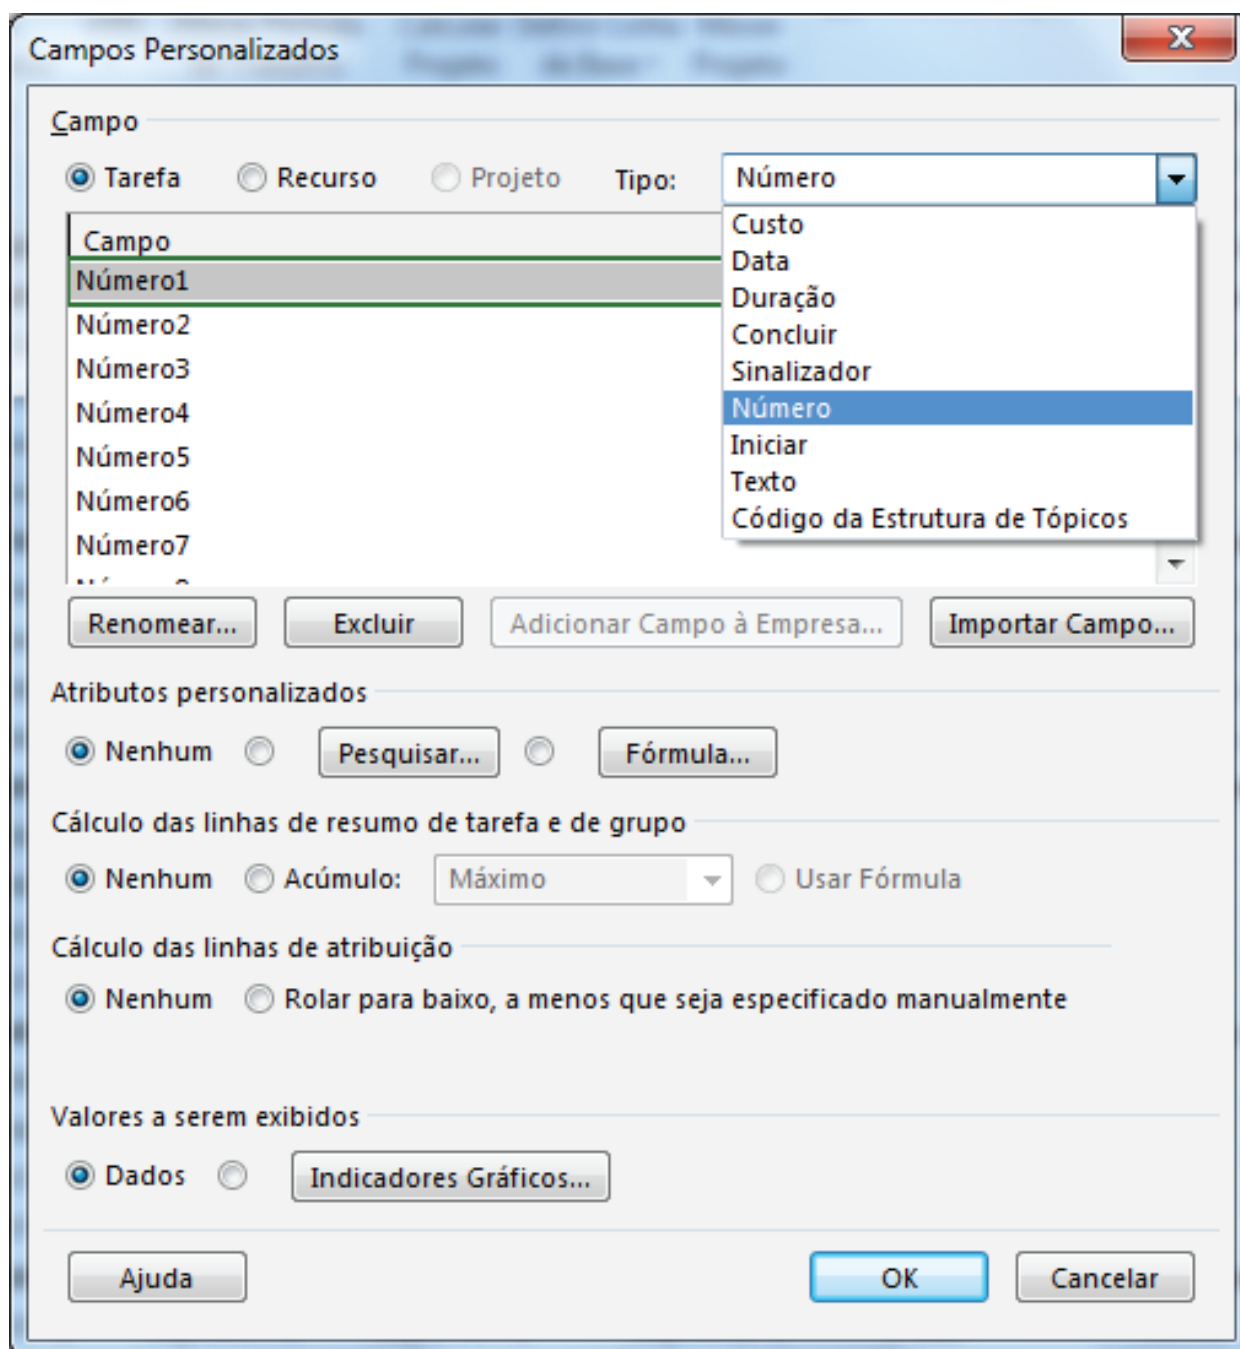 Campos Personalizados
Campo
Tarefa Recurso Projeto Tipo: Número
Campo
Número1
Número2
Número3
Número4
Número5
Número6
Número7
Custo
Data
Duração
Concluir
Sinalizador
Número
Iniciar
Texto
Código da Estrutura de Tópicos
Renomear... Excluir Adicionar Campo à Empresa... Importar Campo...
Atributos personalizados
Nenhum Pesquisar... Fórmula...
Cálculo das linhas de resumo de tarefa e de grupo
Nenhum Acúmulo: Máximo Usar Fórmula
Cálculo das linhas de atribuição
Nenhum Rolar para baixo, a menos que seja especificado manualmente
Valores a serem exibidos
Dados Indicadores Gráficos...
Ajuda OK Cancelar